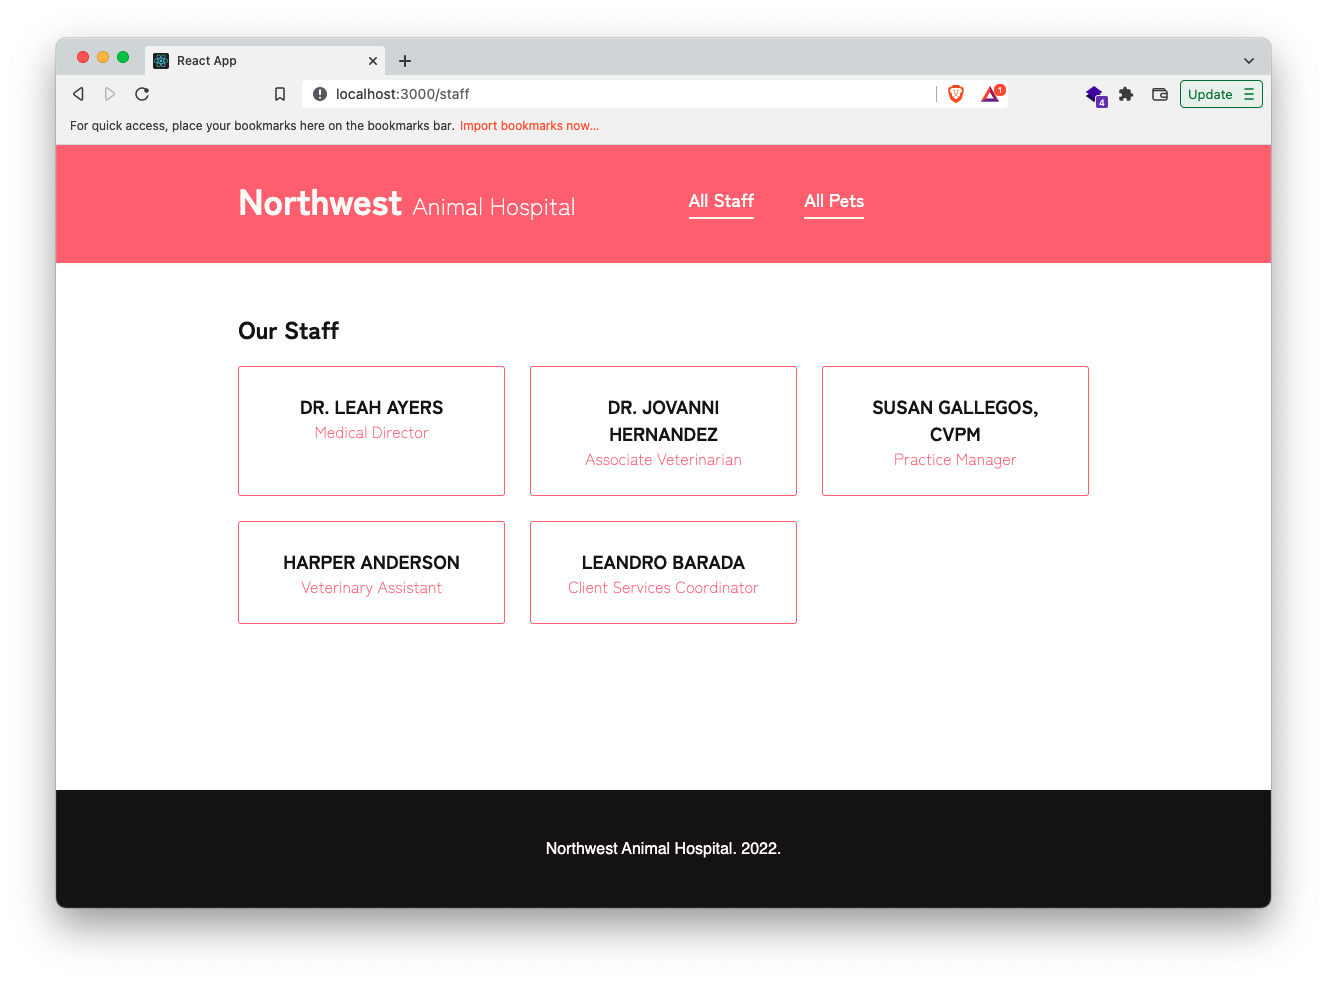 React App
localhost:3000/staff
1
4
Update
For quick access, place your bookmarks here on the bookmarks bar. Import bookmarks now...
Northwest Animal Hospital
All Staff
All Pets
Our Staff
DR. LEAH AYERS
Medical Director
DR. JOVANNI
HERNANDEZ
Associate Veterinarian
SUSAN GALLEGOS,
CVPM
Practice Manager
HARPER ANDERSON
Veterinary Assistant
LEANDRO BARADA
Client Services Coordinator
Northwest Animal Hospital. 2022.